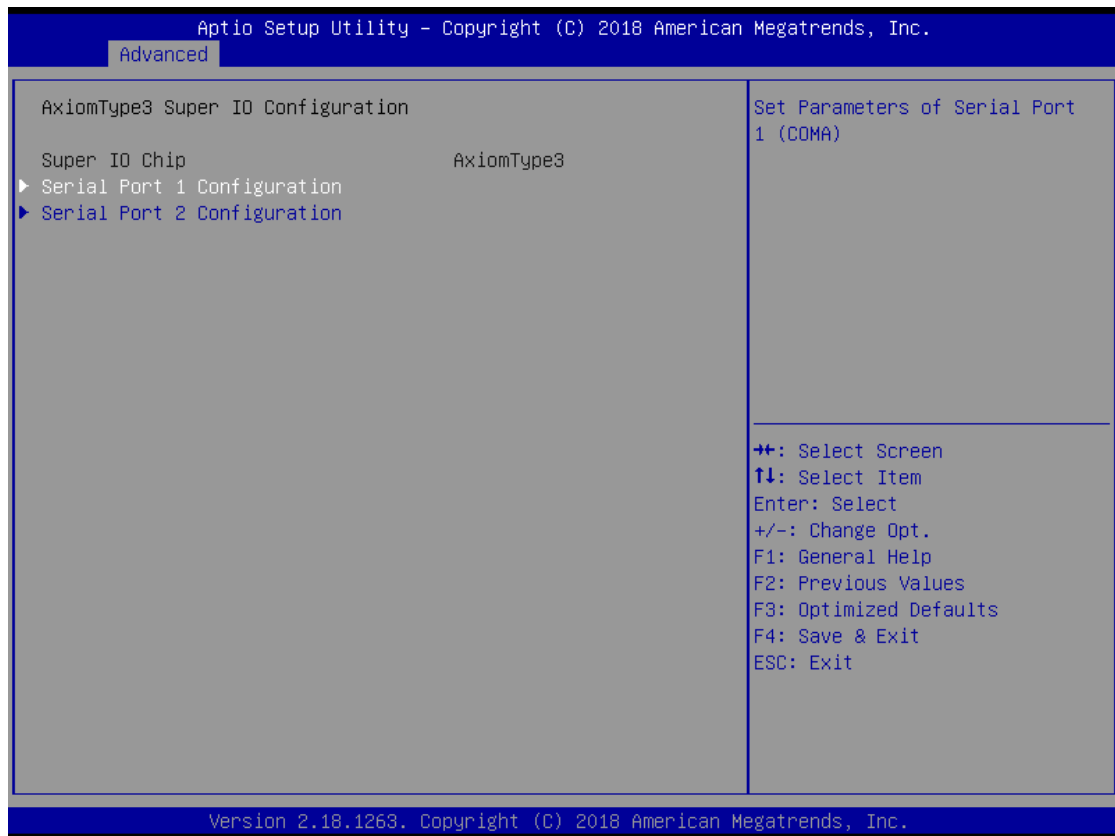 Aptio Setup Utility – Copyright (C) 2018 American Megatrends, Inc.
Advanced
AxiomType3 Super IO Configuration
Super IO Chip AxiomType3
Serial Port 1 Configuration
Serial Port 2 Configuration
Set Parameters of Serial Port
1 (COMA)
→←: Select Screen
↑↓: Select Item
Enter: Select
+/-: Change Opt.
F1: General Help
F2: Previous Values
F3: Optimized Defaults
F4: Save & Exit
ESC: Exit
Version 2.18.1263. Copyright (C) 2018 American Megatrends, Inc.